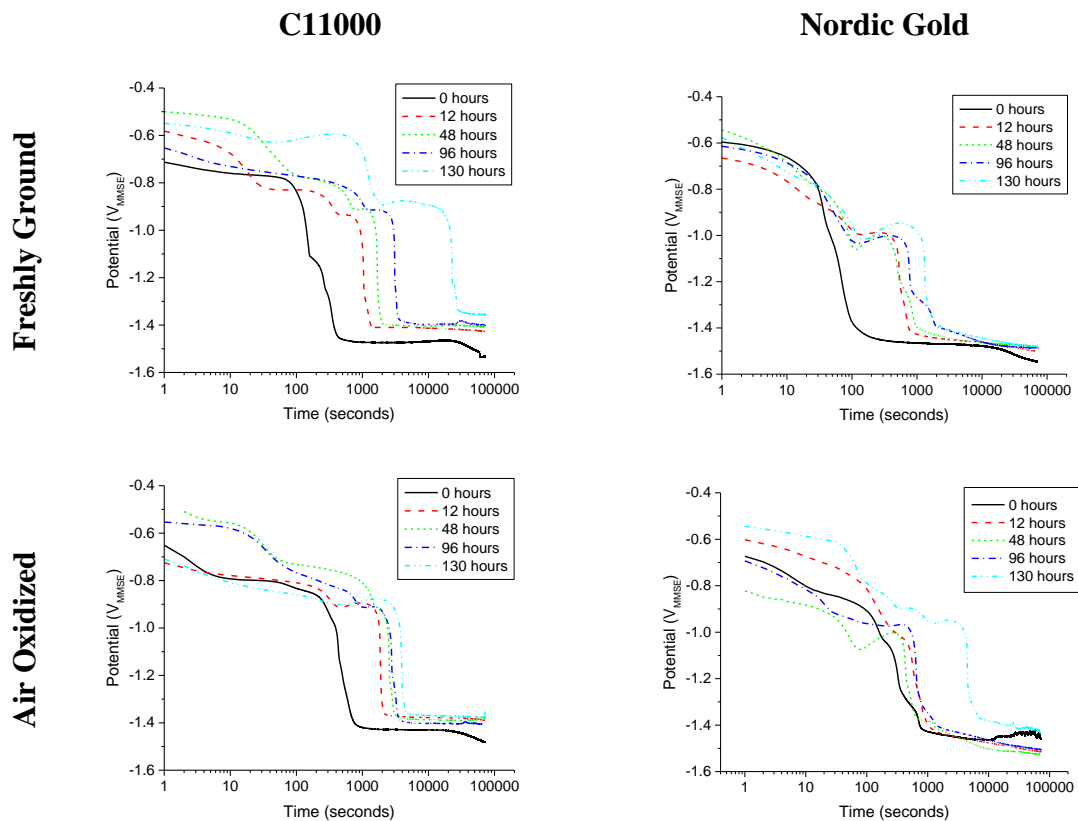 C11000
Nordic Gold
Freshly Ground
Air Oxidized
-0.4
-0.6
-0.8
-1.0
-1.2
-1.4
-1.6
Potential (VMMSE)
1 10 100 1000 10000 100000
Time (seconds)
0 hours
12 hours
48 hours
96 hours
130 hours
-0.4
-0.6
-0.8
-1.0
-1.2
-1.4
-1.6
Potential (VMMSE)
1 10 100 1000 10000 100000
Time (seconds)
0 hours
12 hours
48 hours
96 hours
130 hours
-0.4
-0.6
-0.8
-1.0
-1.2
-1.4
-1.6
Potential (VMMSE)
1 10 100 1000 10000 100000
Time (seconds)
0 hours
12 hours
48 hours
96 hours
130 hours
-0.4
-0.6
-0.8
-1.0
-1.2
-1.4
-1.6
Potential (VMMSE)
1 10 100 1000 10000 100000
Time (seconds)
0 hours
12 hours
48 hours
96 hours
130 hours